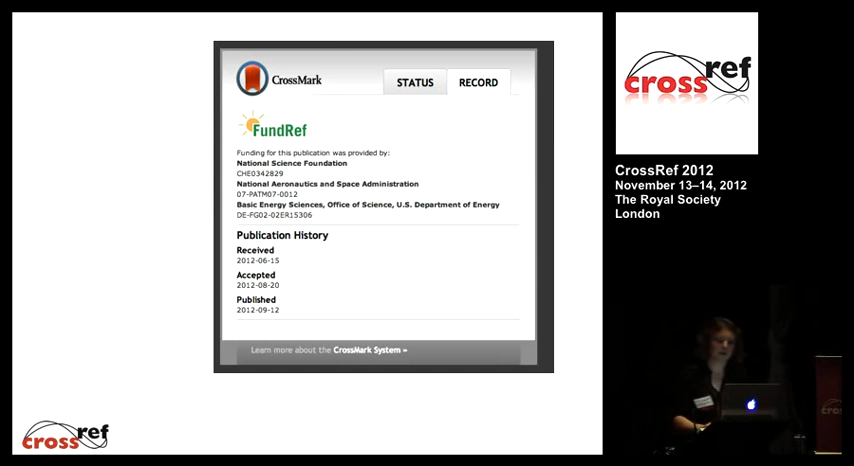 CrossMark
STATUS
RECORD
FundRef
Funding for this publication was provided by:
National Science Foundation
CHE0342829
National Aeronautics and Space Administration
07-PATM07-0012
Basic Energy Sciences, Office of Science, U.S. Department of Energy
DE-FG02-02ER15306
Publication History
Received
2012-06-15
Accepted
2012-08-20
Published
2012-09-12
Learn more about the CrossMark System »
crossref
crossref
CrossRef 2012
November 13–14, 2012
The Royal Society
London